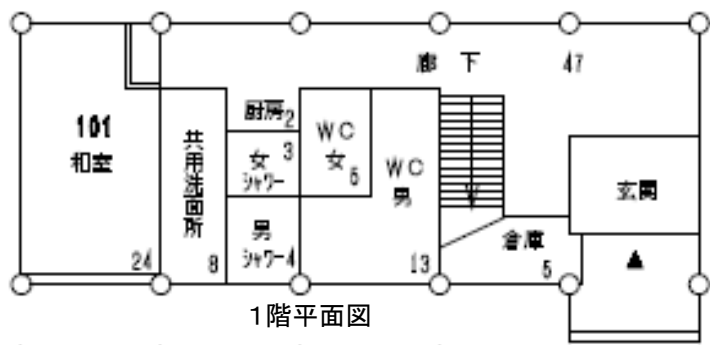 廊下 47
101
和室
24
共用洗面所
8
厨房 2
女
シャワー
3
男
シャワー 4
WC
女
6
WC
男
13
倉庫
5
玄関
▲
1階平面図